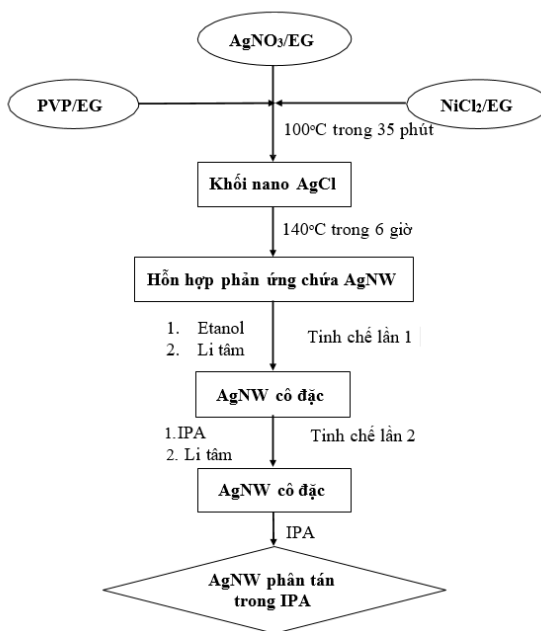 AgNO₃/EG
PVP/EG
NiCl₂/EG
100°C trong 35 phút
Khối nano AgCl
140°C trong 6 giờ
Hỗn hợp phản ứng chứa AgNW
1. Etanol
2. Li tâm
Tinh chế lần 1
AgNW cô đặc
1.IPA
2. Li tâm
Tinh chế lần 2
AgNW cô đặc
IPA
AgNW phân tán
trong IPA